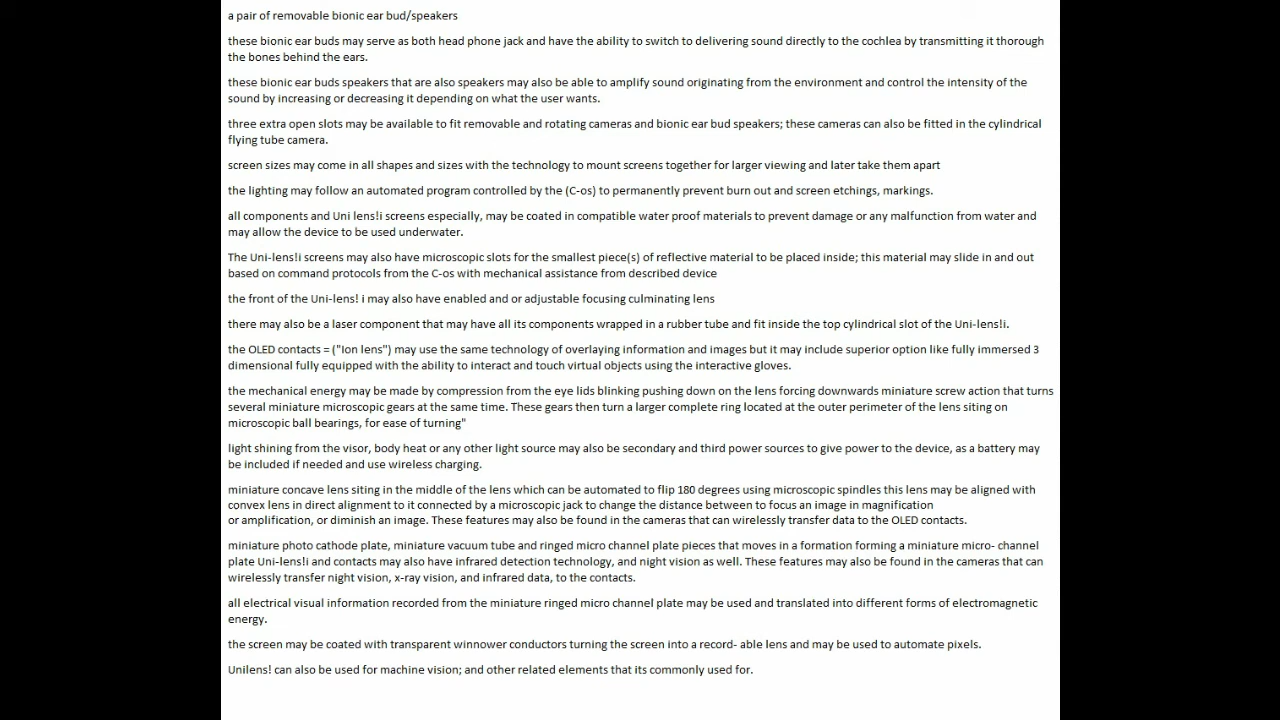 a pair of removable bionic ear bud/speakers
these bionic ear buds may serve as both head phone jack and have the ability to switch to delivering sound directly to the cochlea by transmitting it thorough
the bones behind the ears.
these bionic ear buds speakers that are also speakers may also be able to amplify sound originating from the environment and control the intensity of the
sound by increasing or decreasing it depending on what the user wants.
three extra open slots may be available to fit removable and rotating cameras and bionic ear bud speakers; these cameras can also be fitted in the cylindrical
flying tube camera.
screen sizes may come in all shapes and sizes with the technology to mount screens together for larger viewing and later take them apart
the lighting may follow an automated program controlled by the (C-os) to permanently prevent burn out and screen etchings, markings.
all components and Uni lens!i screens especially, may be coated in compatible water proof materials to prevent damage or any malfunction from water and
may allow the device to be used underwater.
The Uni-lens!i screens may also have microscopic slots for the smallest piece(s) of reflective material to be placed inside; this material may slide in and out
based on command protocols from the C-os with mechanical assistance from described device
the front of the Uni-lens! i may also have enabled and or adjustable focusing culminating lens
there may also be a laser component that may have all its components wrapped in a rubber tube and fit inside the top cylindrical slot of the Uni-lens!i.
the OLED contacts = ("Ion lens") may use the same technology of overlaying information and images but it may include superior option like fully immersed 3
dimensional fully equipped with the ability to interact and touch virtual objects using the interactive gloves.
the mechanical energy may be made by compression from the eye lids blinking pushing down on the lens forcing downwards miniature screw action that turns
several miniature microscopic gears at the same time. These gears then turn a larger complete ring located at the outer perimeter of the lens siting on
microscopic ball bearings, for ease of turning"
light shining from the visor, body heat or any other light source may also be secondary and third power sources to give power to the device, as a battery may
be included if needed and use wireless charging.
miniature concave lens siting in the middle of the lens which can be automated to flip 180 degrees using microscopic spindles this lens may be aligned with
convex lens in direct alignment to it connected by a microscopic jack to change the distance between to focus an image in magnification
or amplification, or diminish an image. These features may also be found in the cameras that can wirelessly transfer data to the OLED contacts.
miniature photo cathode plate, miniature vacuum tube and ringed micro channel plate pieces that moves in a formation forming a miniature micro- channel
plate Uni-lens!i and contacts may also have infrared detection technology, and night vision as well. These features may also be found in the cameras that can
wirelessly transfer night vision, x-ray vision, and infrared data, to the contacts.
all electrical visual information recorded from the miniature ringed micro channel plate may be used and translated into different forms of electromagnetic
energy.
the screen may be coated with transparent winnower conductors turning the screen into a record- able lens and may be used to automate pixels.
Unilens! can also be used for machine vision; and other related elements that its commonly used for.